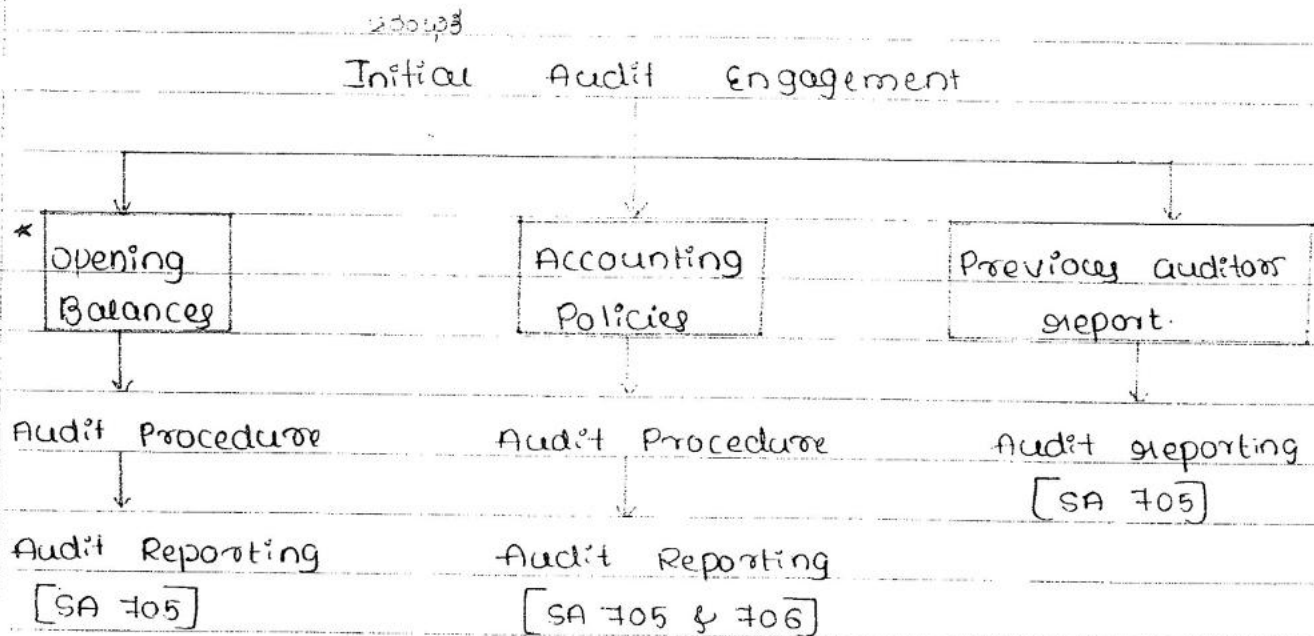 Initial Audit Engagement
* Opening Balances
Accounting Policies
Previous auditors report.
Audit Procedure
Audit Procedure
Audit reporting
[SA 705]
Audit Reporting
[SA 705]
Audit Reporting
[SA 705 & 706]